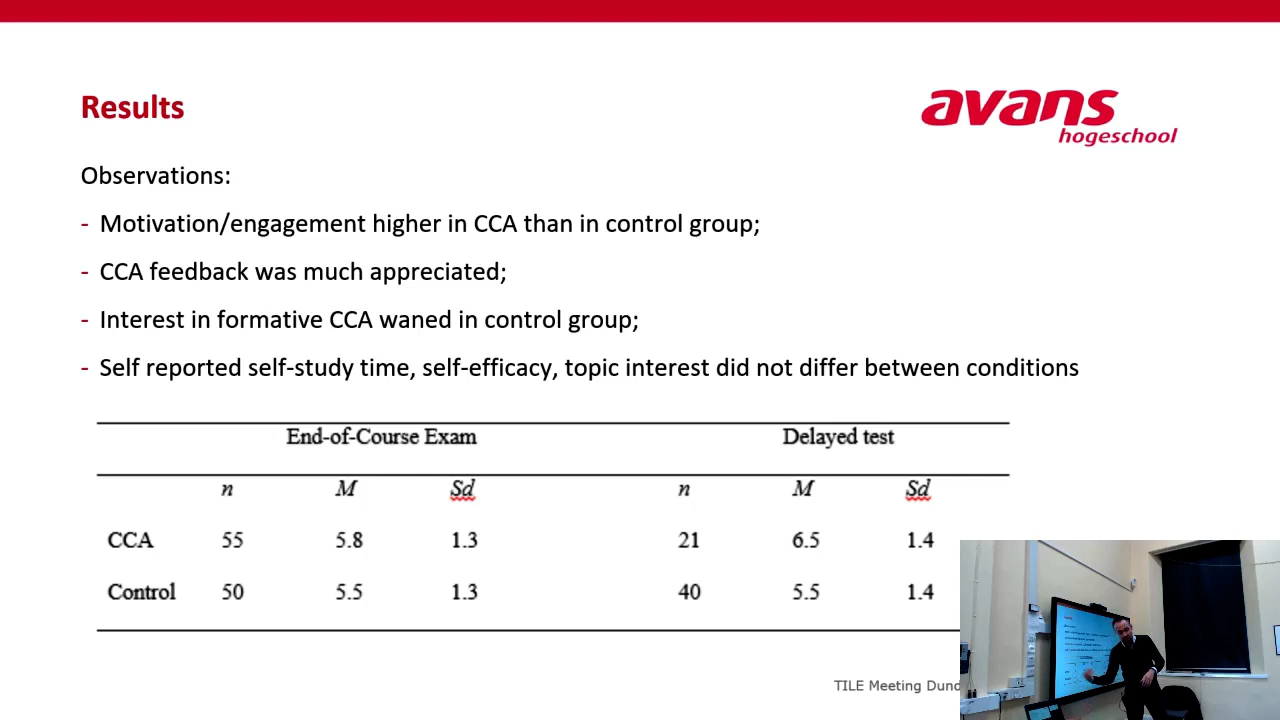 Results
avans
hogeschool
Observations:
- Motivation/engagement higher in CCA than in control group;
- CCA feedback was much appreciated;
- Interest in formative CCA waned in control group;
- Self reported self-study time, self-efficacy, topic interest did not differ between conditions
End-of-Course Exam Delayed test
n M Sd n M Sd
CCA 55 5.8 1.3 21 6.5 1.4
Control 50 5.5 1.3 40 5.5 1.4
TILE Meeting